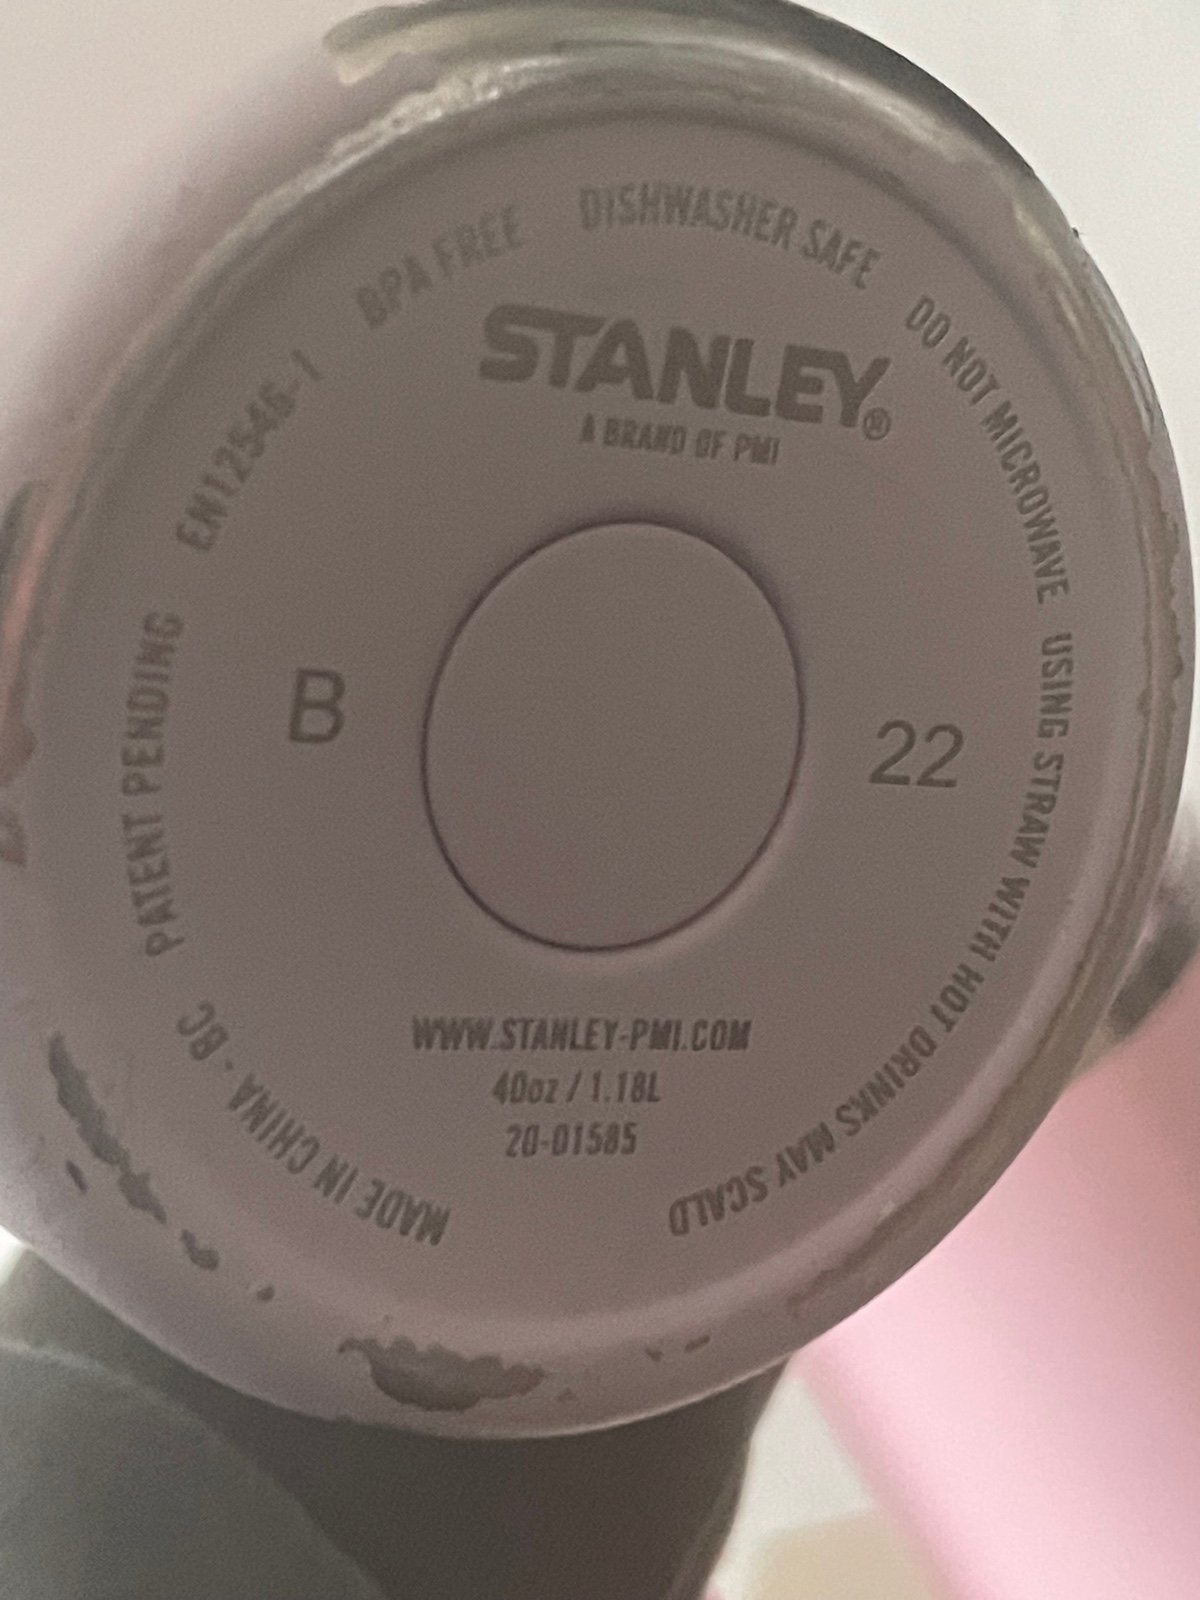 BPA FREE DISHWASHER SAFE DO NOT MICROWAVE USING STRAW WITH HOT DRINKS MAY SCALD
MADE IN CHINA - BC PATENT PENDING EN12546-1
STANLEY®
A BRAND OF PMI
B 22
WWW.STANLEY-PMI.COM
40oz / 1.18L
20-01585